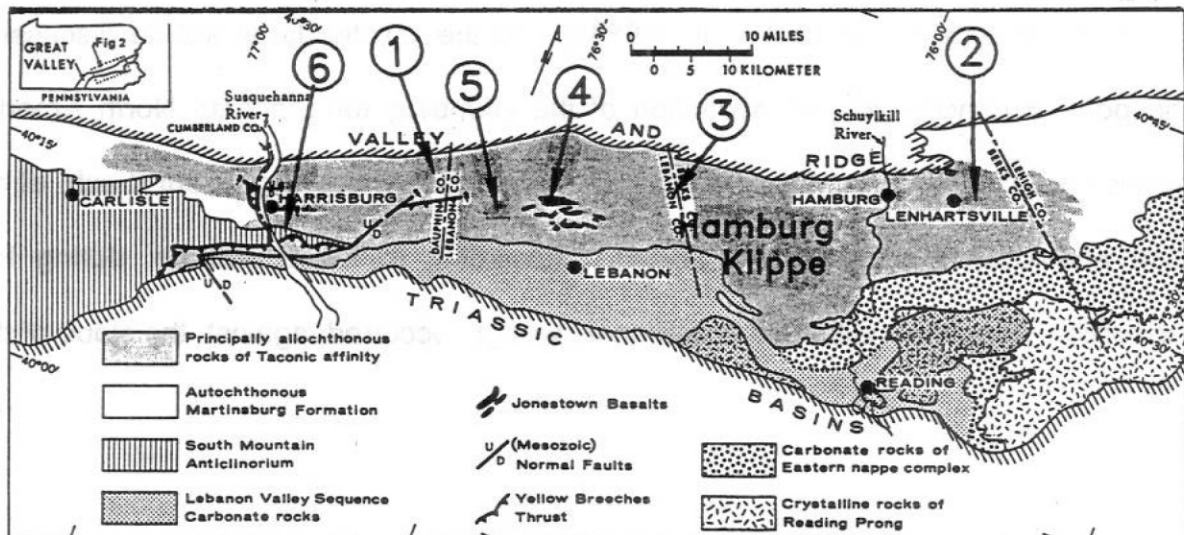 GREAT VALLEY
Fig 2
PENNSYLVANIA
40°30'
77°00'
76°30'
10 MILES
0 5 10 KILOMETER
76°00'
6
1
5
4
3
2
Susquehanna River
CUMBERLAND CO.
VALLEY AND RIDGE
Schuylkill River
40°45'
40°15'
CARLISLE
HARRISBURG
U
D
DAUPHIN CO.
LEBANON CO.
BERKS CO.
LEBANON CO.
HAMBURG
LENHARTSVILLE
LEHIGH CO.
BERKS CO.
Hamburg Klippe
LEBANON
U D
TRIASSIC BASINS
READING
40°00'
40°30'
Principally allochthonous
rocks of Taconic affinity
Autochthonous
Martinsburg Formation
South Mountain
Anticlinorium
Lebanon Valley Sequence
Carbonate rocks
Jonestown Basalts
U
D
(Mesozoic)
Normal Faults
Yellow Breeches
Thrust
Carbonate rocks of
Eastern nappe complex
Crystalline rocks of
Reading Prong